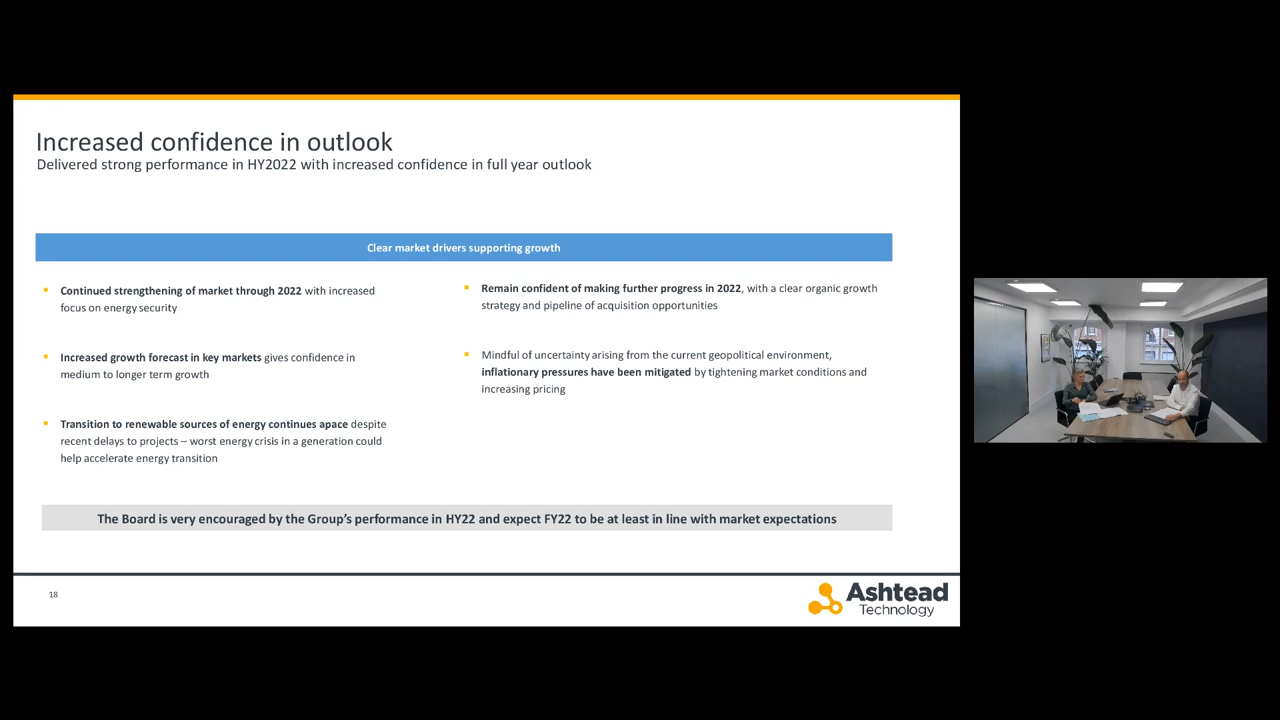 Increased confidence in outlook
Delivered strong performance in HY2022 with increased confidence in full year outlook
Clear market drivers supporting growth
Continued strengthening of market through 2022 with increased
focus on energy security
Increased growth forecast in key markets gives confidence in
medium to longer term growth
Transition to renewable sources of energy continues apace despite
recent delays to projects – worst energy crisis in a generation could
help accelerate energy transition
Remain confident of making further progress in 2022, with a clear organic growth
strategy and pipeline of acquisition opportunities
Mindful of uncertainty arising from the current geopolitical environment,
inflationary pressures have been mitigated by tightening market conditions and
increasing pricing
The Board is very encouraged by the Group's performance in HY22 and expect FY22 to be at least in line with market expectations
18
Ashtead
Technology